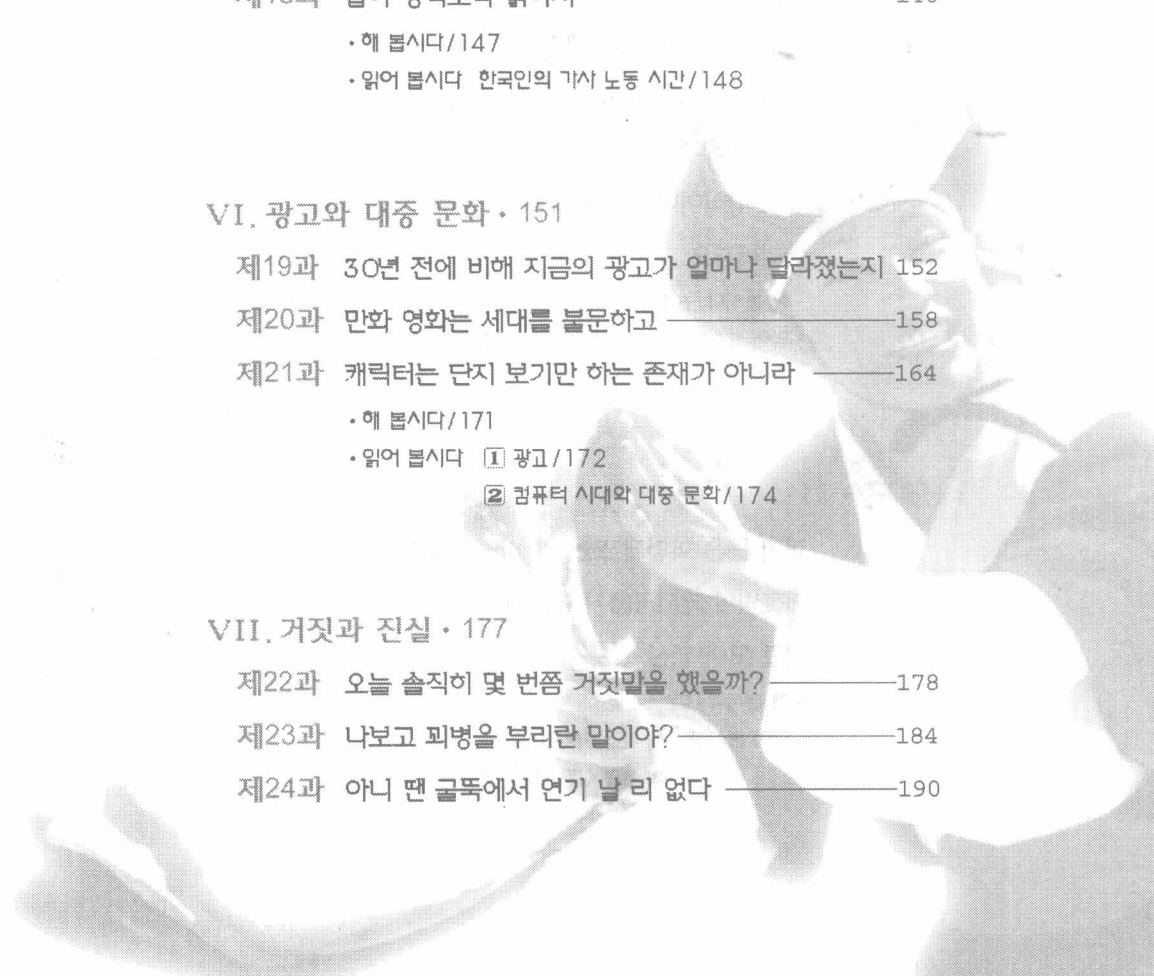 · 해 봅시다/147
· 읽어 봅시다 한국인의 가사 노동 시간/148
VI. 광고와 대중 문화 · 151
제19과 30년 전에 비해 지금의 광고가 얼마나 달라졌는지 152
제20과 만화 영화는 세대를 불문하고 158
제21과 캐릭터는 단지 보기만 하는 존재가 아니라 164
· 해 봅시다/171
· 읽어 봅시다 1 광고/172
2 컴퓨터 시대와 대중 문화/174
VII. 거짓과 진실 · 177
제22과 오늘 솔직히 몇 번쯤 거짓말을 했을까? 178
제23과 나보고 꾀병을 부리란 말이야? 184
제24과 아니 땐 굴뚝에서 연기 날 리 없다 190